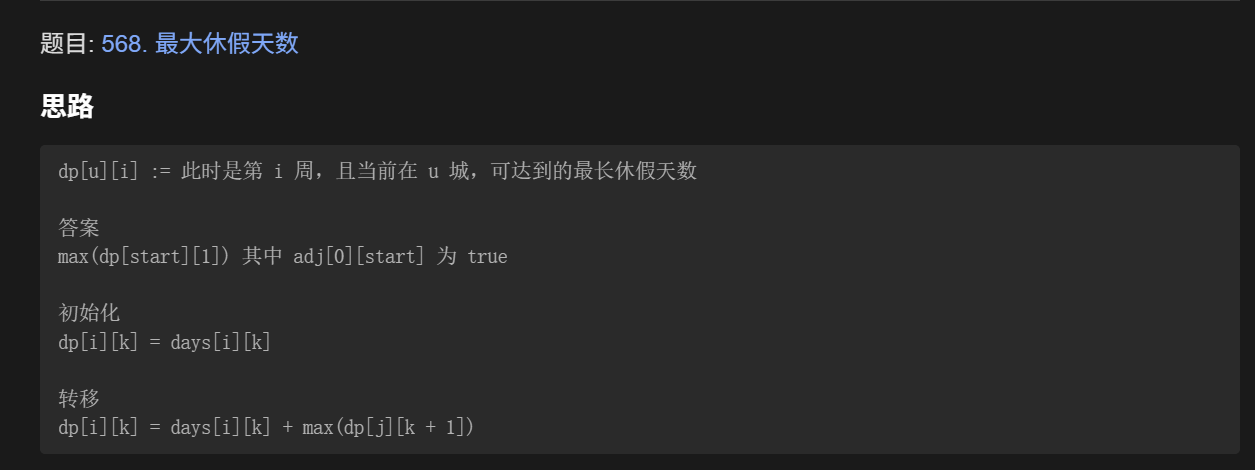 题目: 568. 最大休假天数
思路
dp[u][i] := 此时是第 i 周，且当前在 u 城，可达到的最长休假天数
答案
max(dp[start][1]) 其中 adj[0][start] 为 true
初始化
dp[i][k] = days[i][k]
转移
dp[i][k] = days[i][k] + max(dp[j][k + 1])